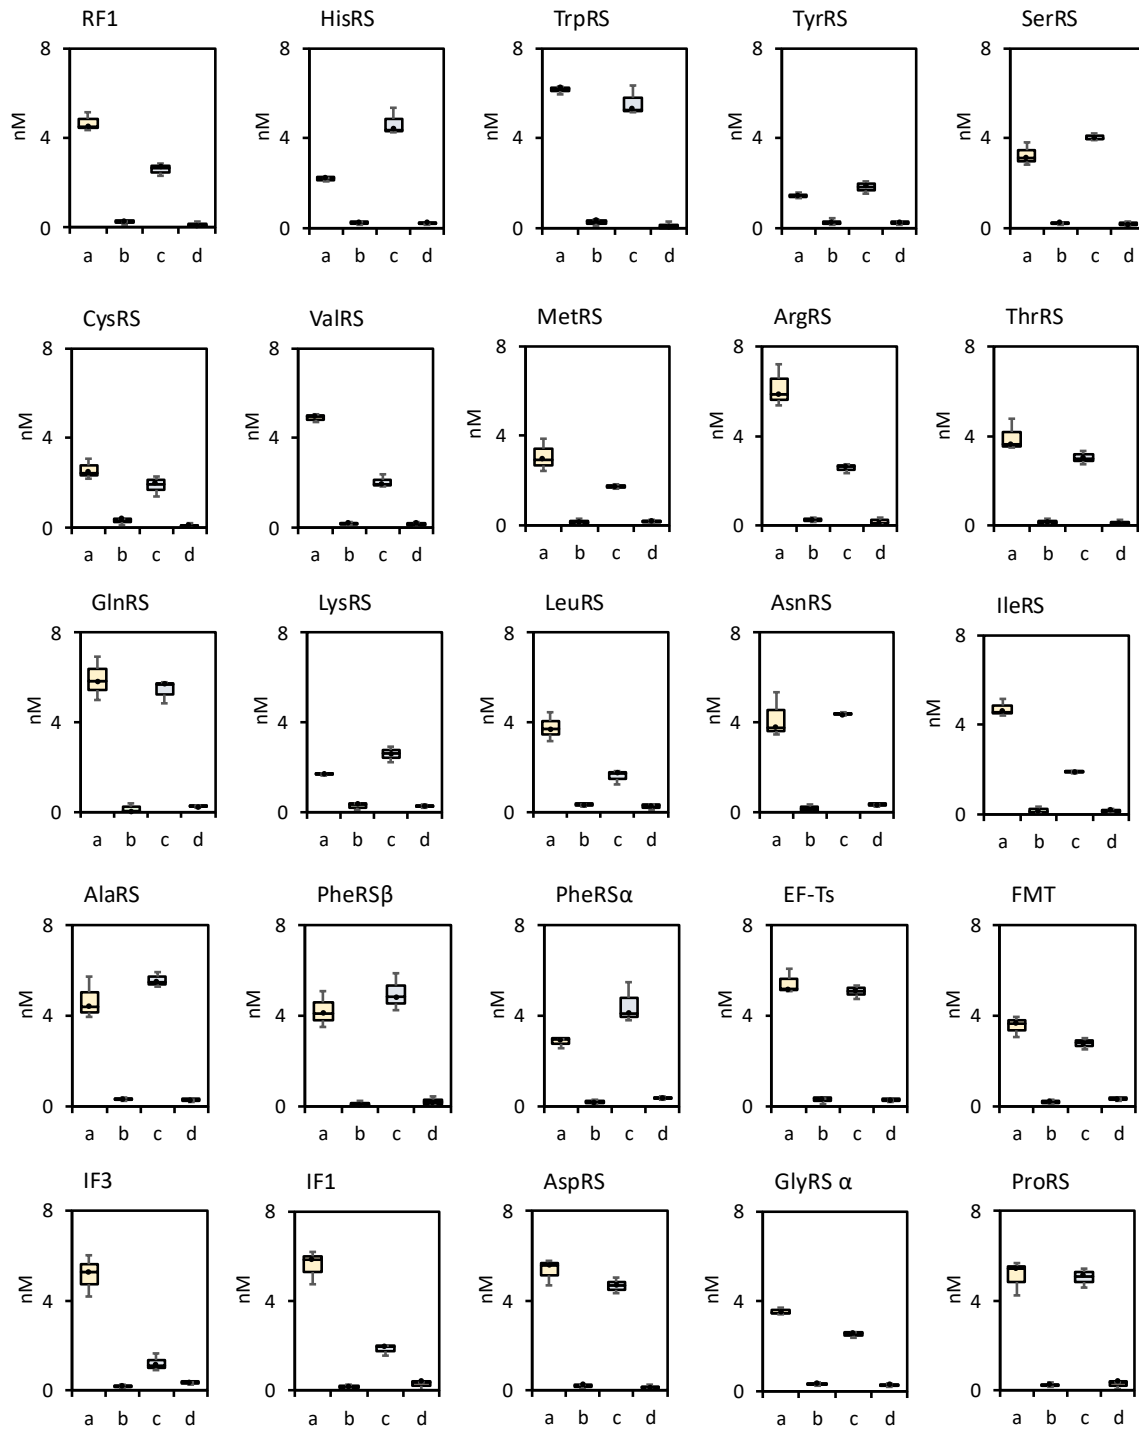 RF1 HisRS TrpRS TyrRS SerRS
8 8 8 8 8
nM nM nM nM nM
4 4 4 4 4
0 0 0 0 0
a b c d a b c d a b c d a b c d a b c d
CysRS ValRS MetRS ArgRS ThrRS
8 8 8 8 8
nM nM nM nM nM
4 4 4 4 4
0 0 0 0 0
a b c d a b c d a b c d a b c d a b c d
GlnRS LysRS LeuRS AsnRS IleRS
8 8 8 8 8
nM nM nM nM nM
4 4 4 4 4
0 0 0 0 0
a b c d a b c d a b c d a b c d a b c d
AlaRS PheRSβ PheRSα EF-Ts FMT
8 8 8 8 8
nM nM nM nM nM
4 4 4 4 4
0 0 0 0 0
a b c d a b c d a b c d a b c d a b c d
IF3 IF1 AspRS GlyRS α ProRS
8 8 8 8 8
nM nM nM nM nM
4 4 4 4 4
0 0 0 0 0
a b c d a b c d a b c d a b c d a b c d